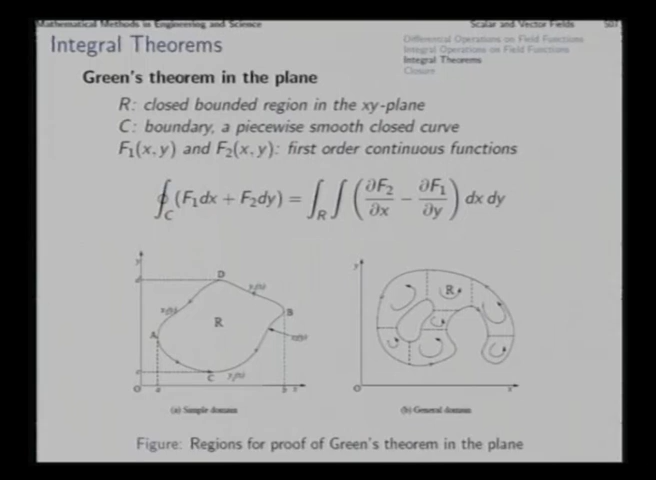 Mathematical Methods in Engineering and Science
Scalar and Vector Fields
Integral Theorems
Differential Operations on Field Functions
Integral Operations on Field Functions
Integral Theorems
Closure
Green's theorem in the plane
R: closed bounded region in the xy-plane
C: boundary, a piecewise smooth closed curve
F₁(x, y) and F₂(x, y): first order continuous functions
∮_C (F₁dx + F₂dy) = ∫_R ∫ (∂F₂/∂x − ∂F₁/∂y) dx dy
y
d
D
B
R
A
c
C
O a b x
(a) Simple domain
y
R
O x
(b) General domain
Figure: Regions for proof of Green's theorem in the plane